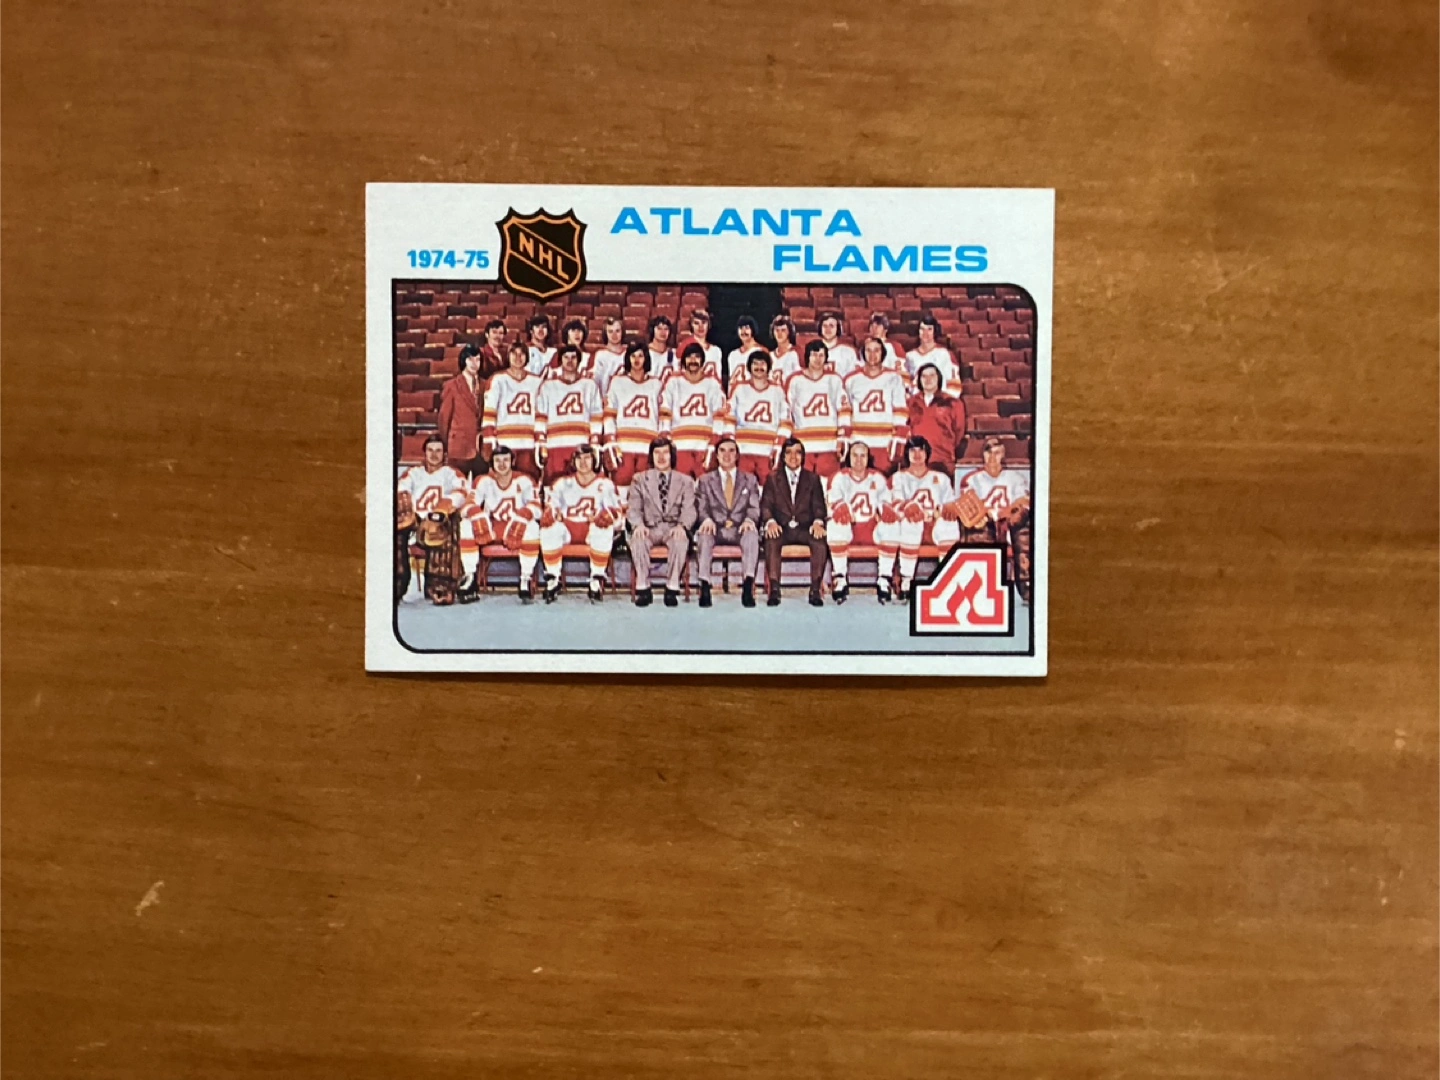 ATLANTA
FLAMES
1974-75
NHL